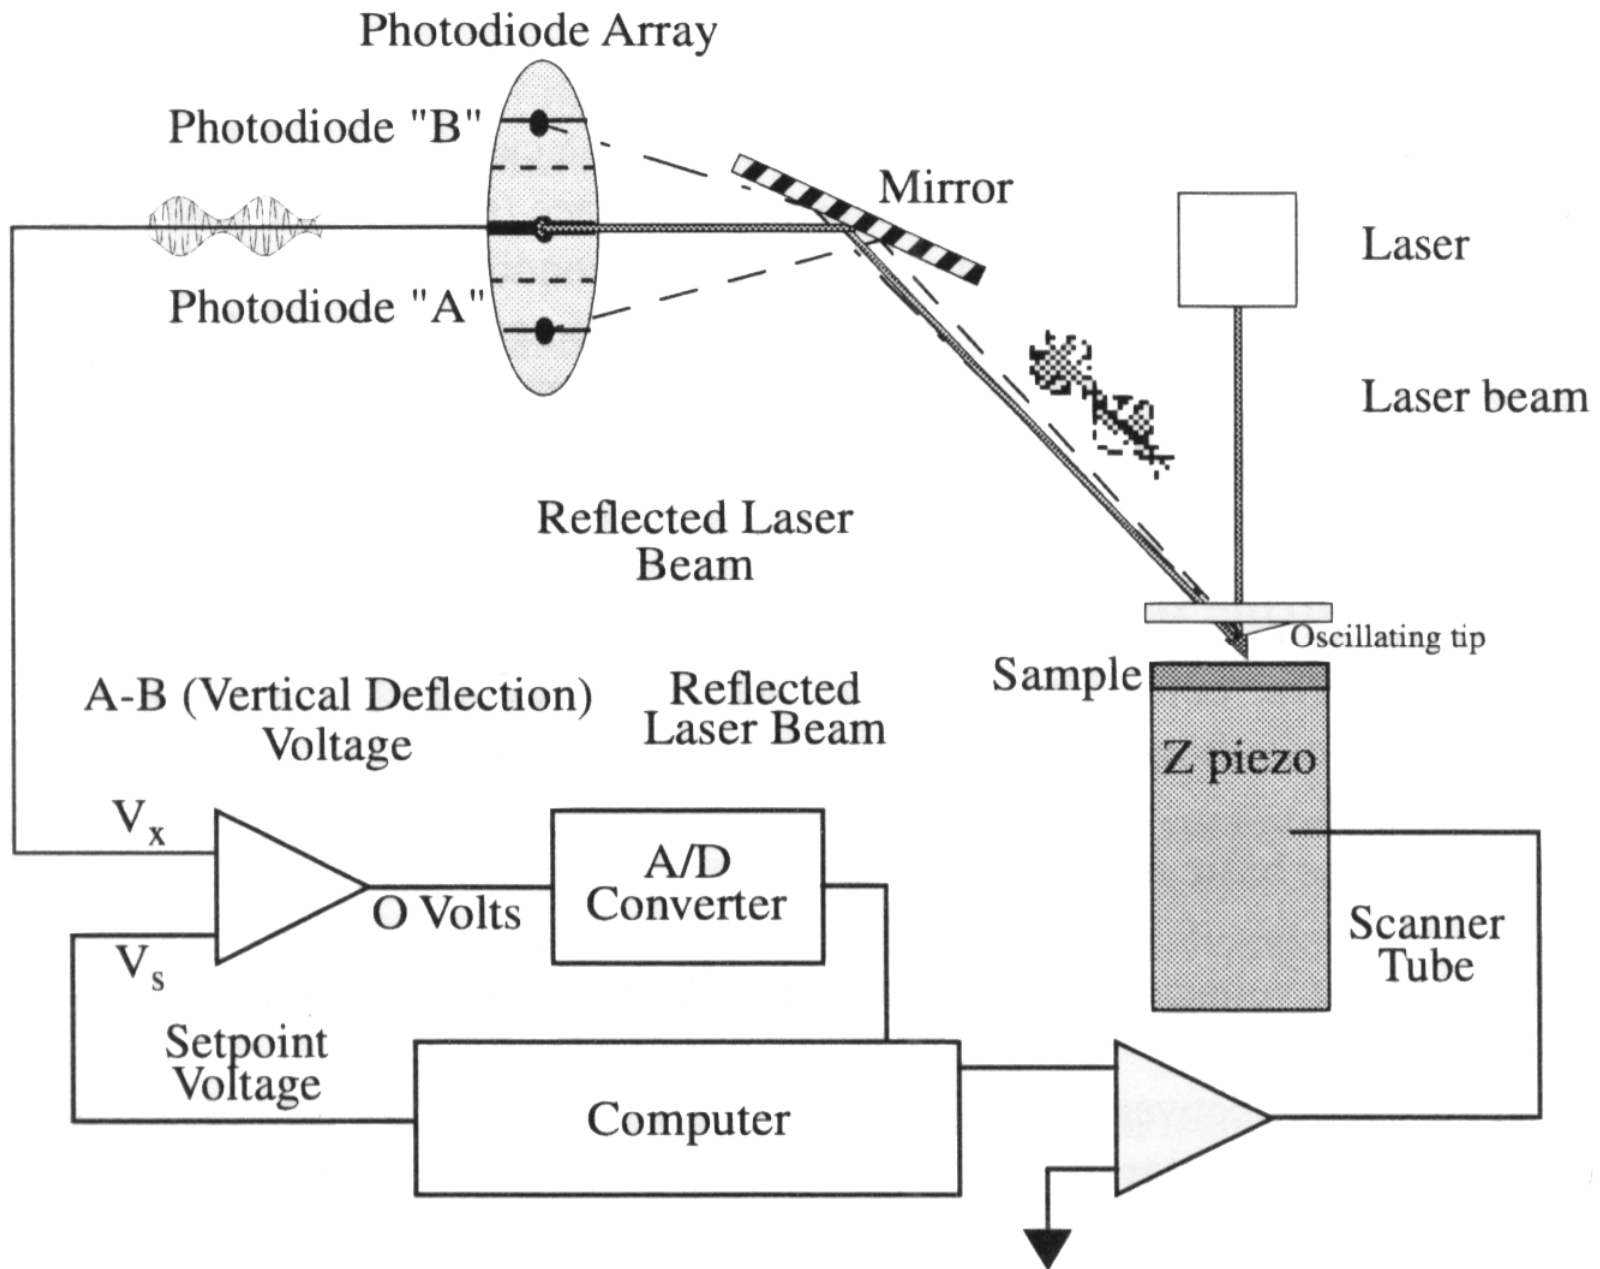 Photodiode Array
Photodiode "B"
Mirror
Laser
Photodiode "A"
Laser beam
Reflected Laser
Beam
Oscillating tip
Sample
A-B (Vertical Deflection)
Voltage
Reflected
Laser Beam
Z piezo
Vx
A/D
Converter
O Volts
Vs
Scanner
Tube
Setpoint
Voltage
Computer